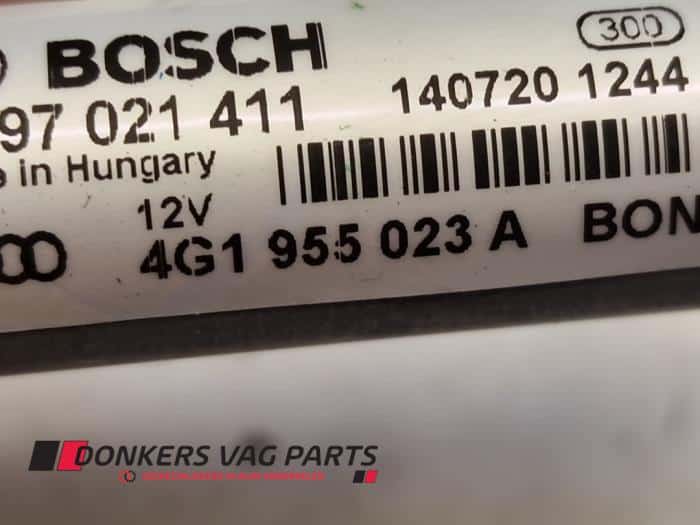 BOSCH 300
97 021 411 140720 1244
in Hungary
12V
4G1 955 023 A BON
DONKERS VAG PARTS